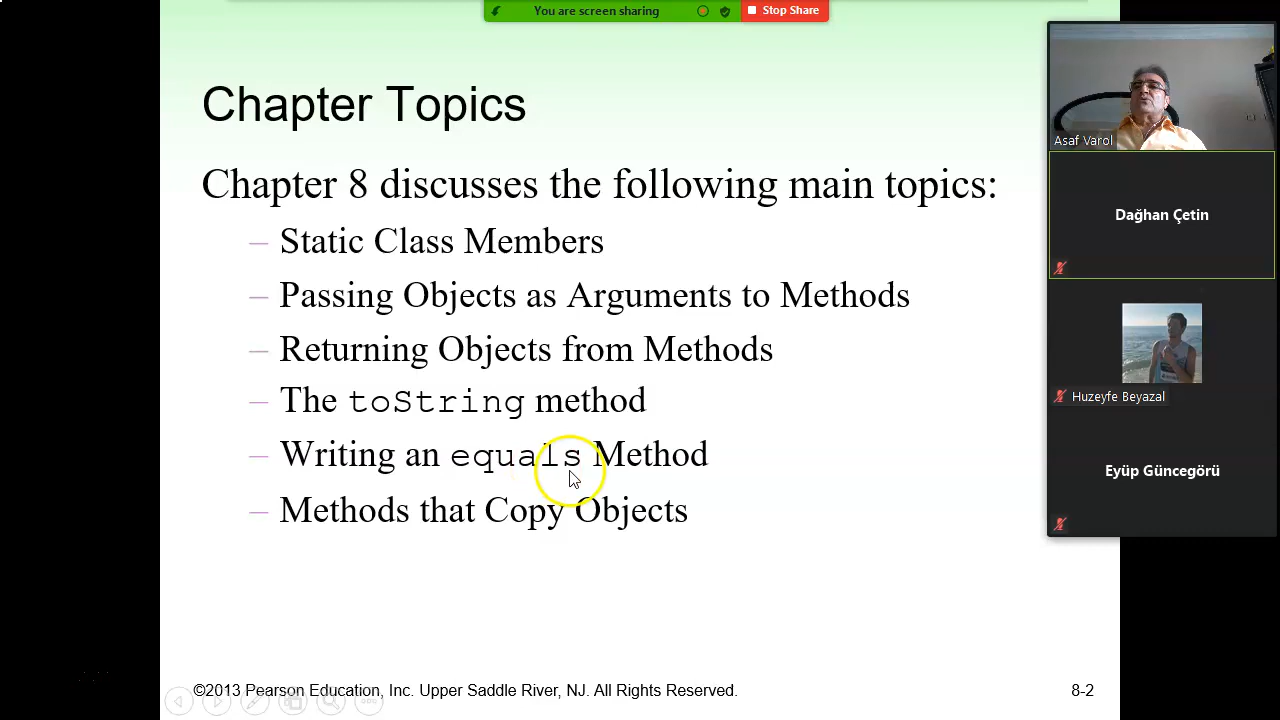 You are screen sharing
Stop Share
Chapter Topics
Chapter 8 discusses the following main topics:
– Static Class Members
– Passing Objects as Arguments to Methods
– Returning Objects from Methods
– The toString method
– Writing an equals Method
– Methods that Copy Objects
©2013 Pearson Education, Inc. Upper Saddle River, NJ. All Rights Reserved.
8-2
Asaf Varol
Dağhan Çetin
Huzeyfe Beyazal
Eyüp Güncegörü